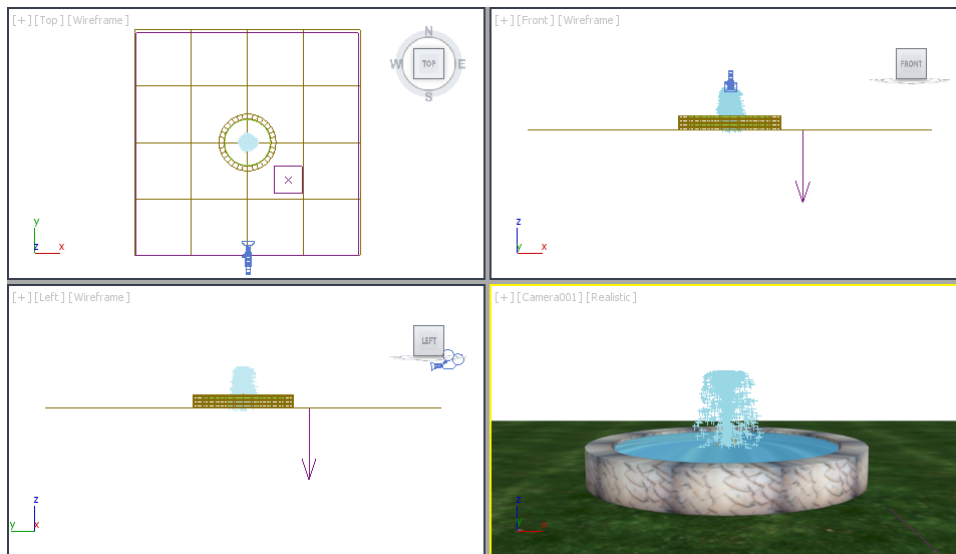 [+] [Top] [Wireframe]
N
W TOP E
S
y
z x
[+] [Front] [Wireframe]
FRONT
z
y x
[+] [Left] [Wireframe]
LEFT
z
y x
[+] [Camera001] [Realistic]
z
y x